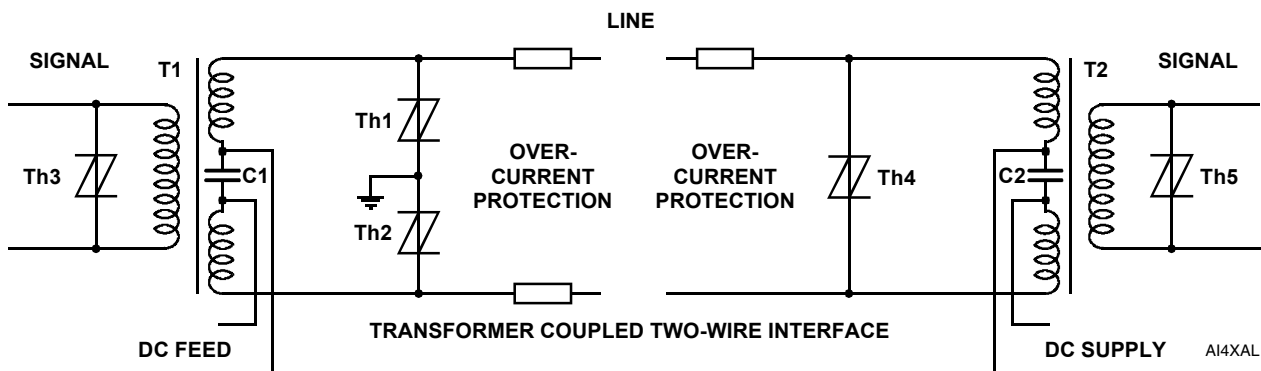 LINE
SIGNAL
T1
T2
SIGNAL
Th1
Th3
C1
OVER-
CURRENT
PROTECTION
OVER-
CURRENT
PROTECTION
Th4
C2
Th5
Th2
TRANSFORMER COUPLED TWO-WIRE INTERFACE
DC FEED
DC SUPPLY
AI4XAL